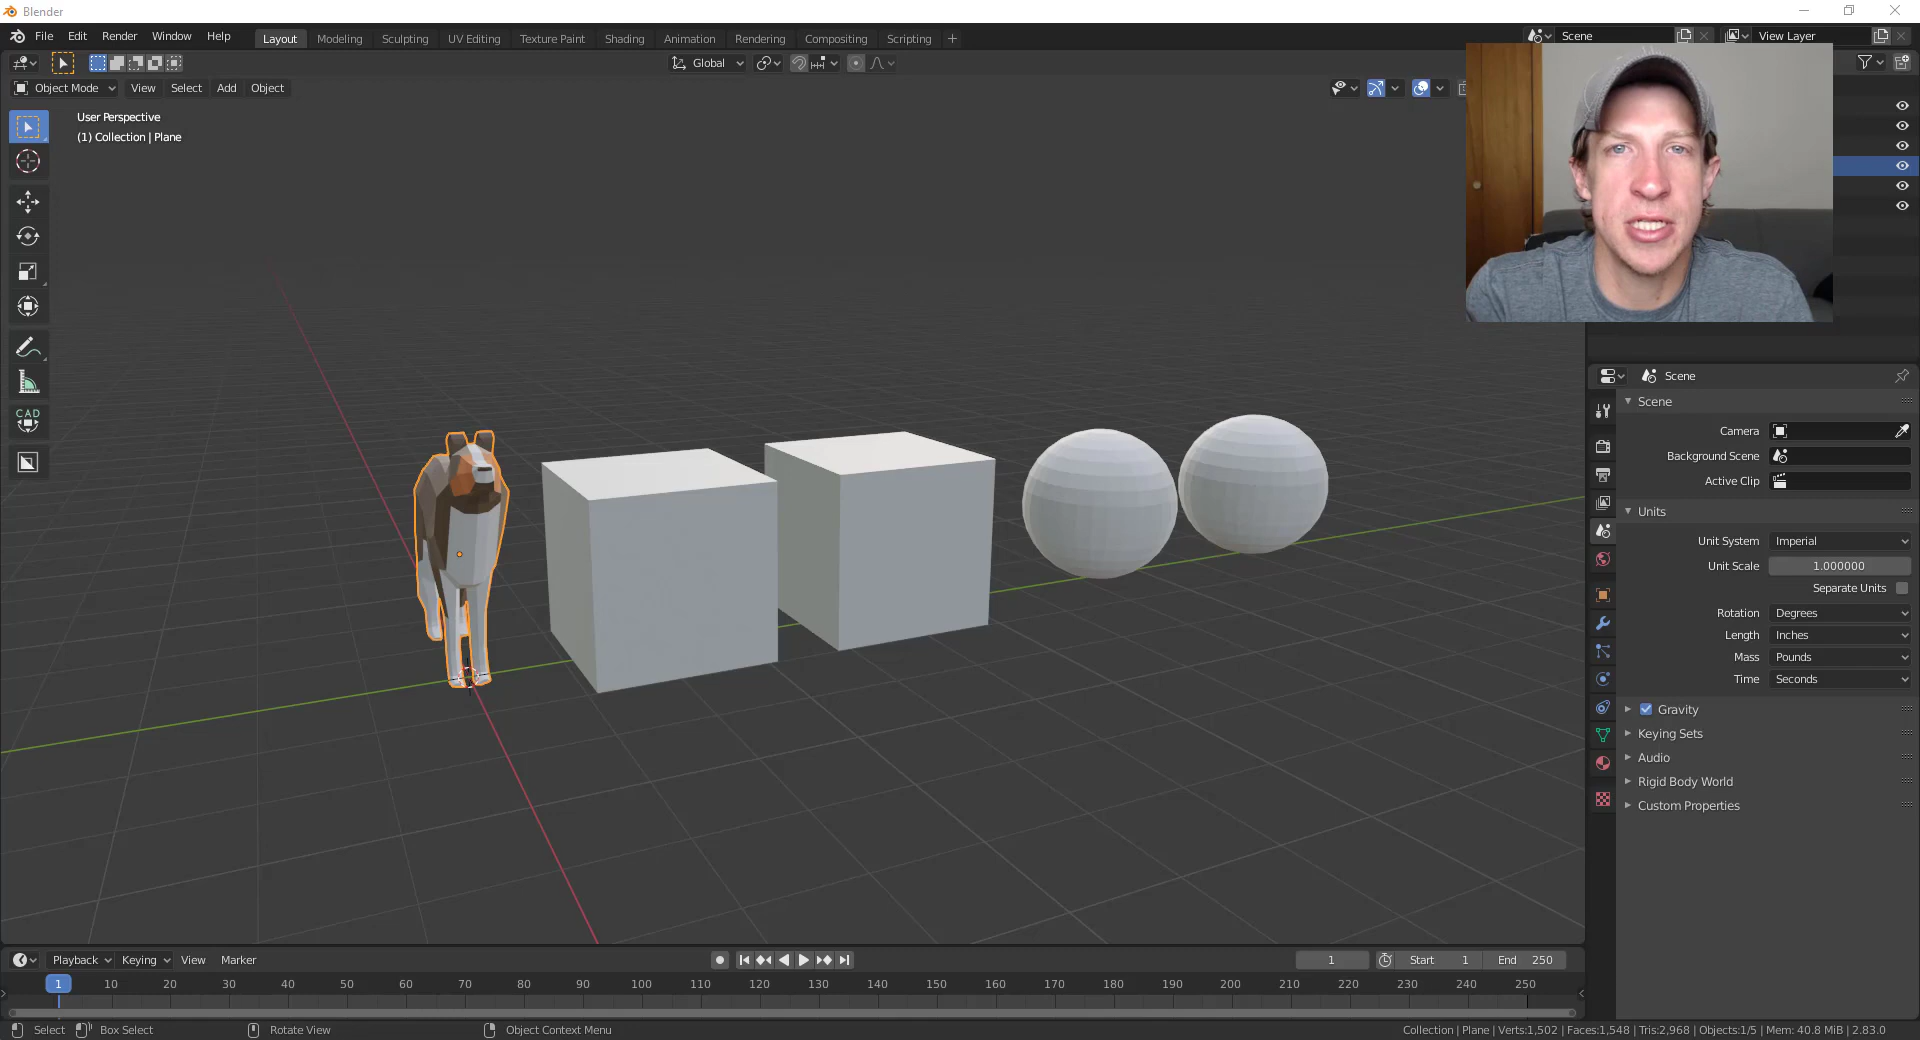 Blender
File Edit Render Window Help
Layout Modeling Sculpting UV Editing Texture Paint Shading Animation Rendering Compositing Scripting +
Scene
View Layer
Global
Object Mode View Select Add Object
User Perspective
(1) Collection | Plane
CAD
Scene
Scene
Camera
Background Scene
Active Clip
Units
Unit System Imperial
Unit Scale 1.000000
Separate Units
Rotation Degrees
Length Inches
Mass Pounds
Time Seconds
Gravity
Keying Sets
Audio
Rigid Body World
Custom Properties
Playback Keying View Marker
1 Start 1 End 250
1 10 20 30 40 50 60 70 80 90 100 110 120 130 140 150 160 170 180 190 200 210 220 230 240 250
Select Box Select Rotate View Object Context Menu
Collection | Plane | Verts:1,502 | Faces:1,548 | Tris:2,968 | Objects:1/5 | Mem: 40.8 MiB | 2.83.0